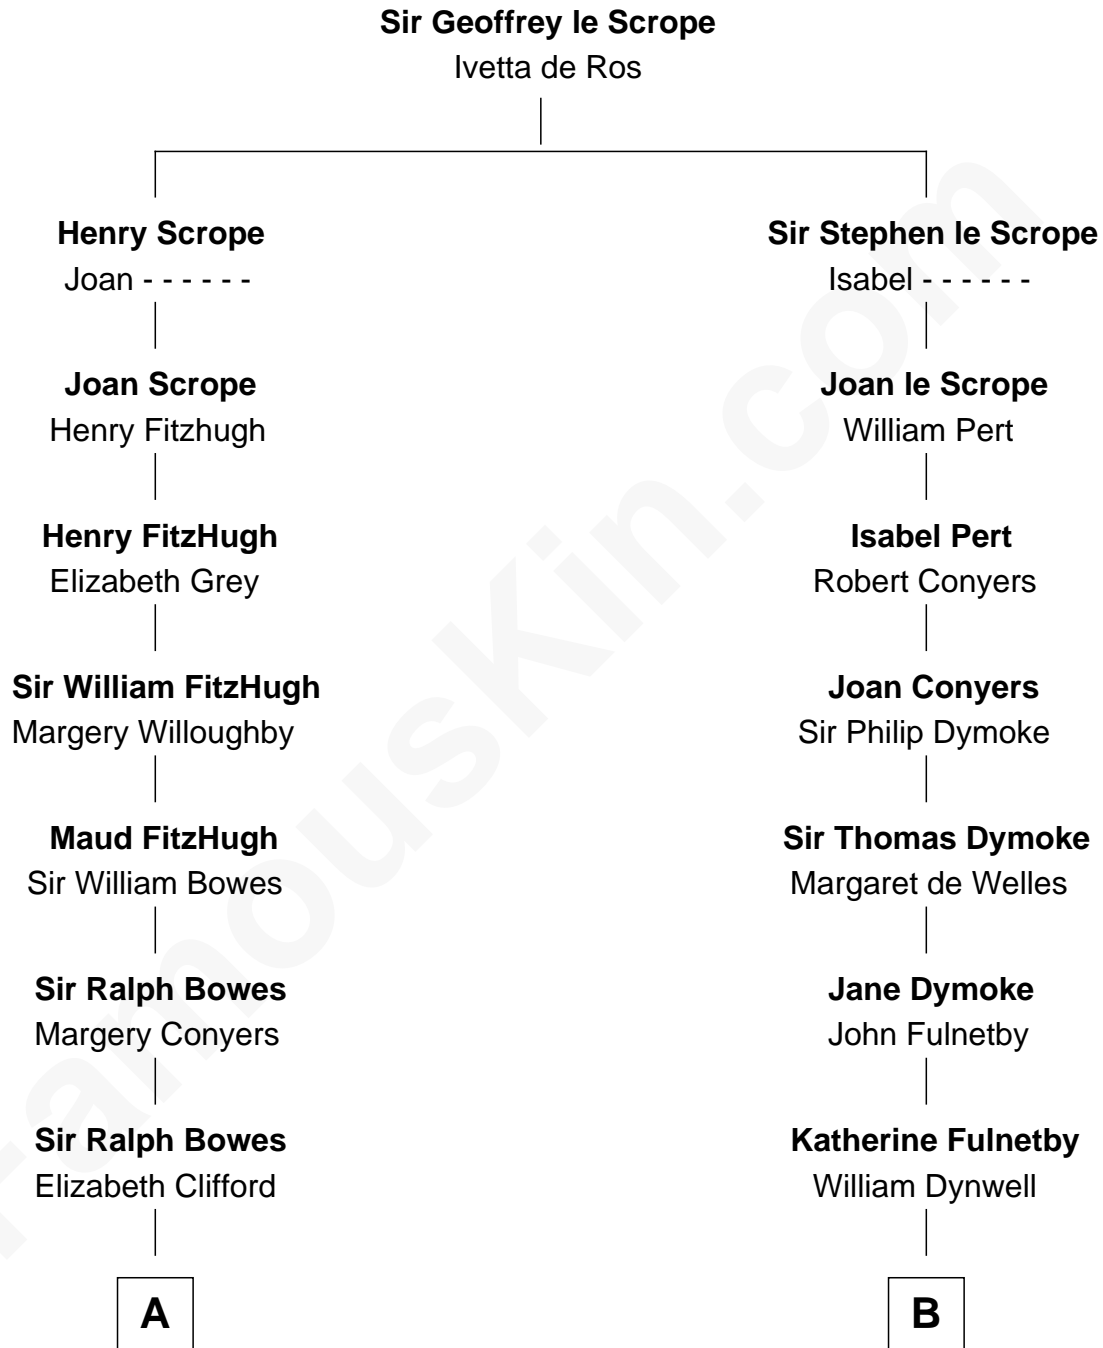 Sir Geoffrey le Scrope
Ivetta de Ros
Henry Scrope
Joan - - - - - -
Joan Scrope
Henry Fitzhugh
Henry FitzHugh
Elizabeth Grey
Sir William FitzHugh
Margery Willoughby
Maud FitzHugh
Sir William Bowes
Sir Ralph Bowes
Margery Conyers
Sir Ralph Bowes
Elizabeth Clifford
A
Sir Stephen le Scrope
Isabel - - - - - -
Joan le Scrope
William Pert
Isabel Pert
Robert Conyers
Joan Conyers
Sir Philip Dymoke
Sir Thomas Dymoke
Margaret de Welles
Jane Dymoke
John Fulnetby
Katherine Fulnetby
William Dynwell
B
FamousKin.com